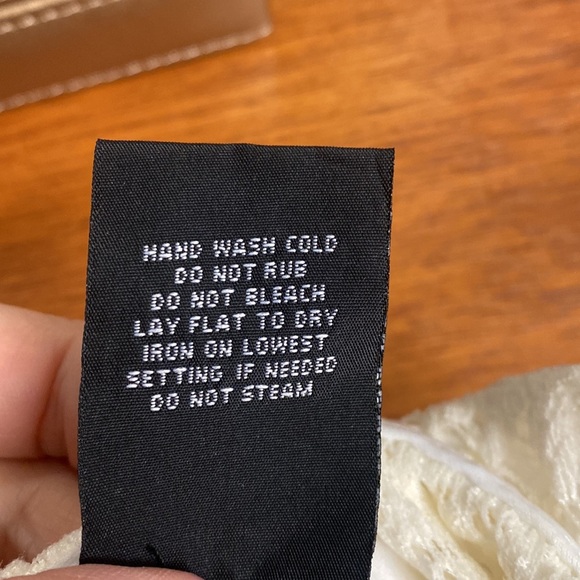 HAND WASH COLD
DO NOT RUB
DO NOT BLEACH
LAY FLAT TO DRY
IRON ON LOWEST
SETTING IF NEEDED
DO NOT STEAM